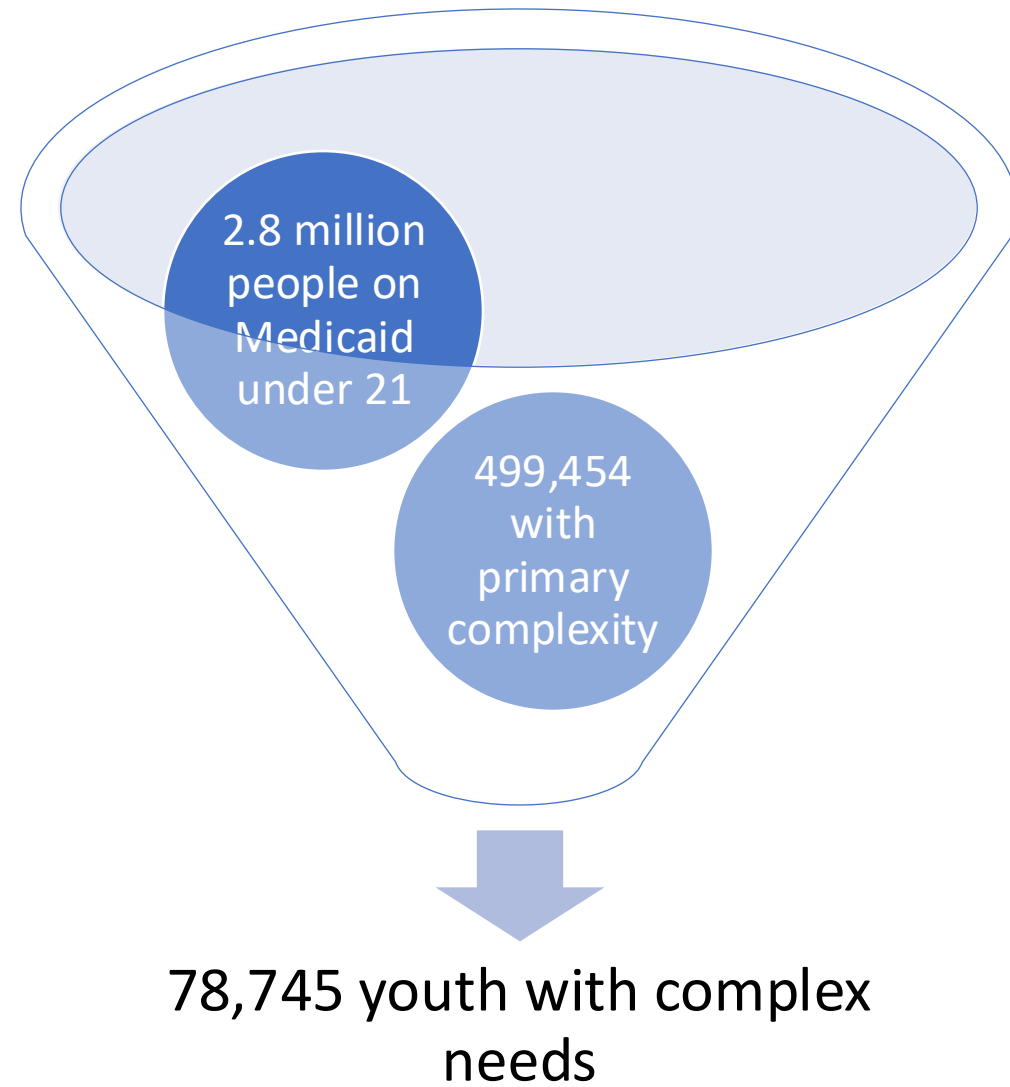 2.8 million
people on
Medicaid
under 21
499,454
with
primary
complexity
78,745 youth with complex
needs